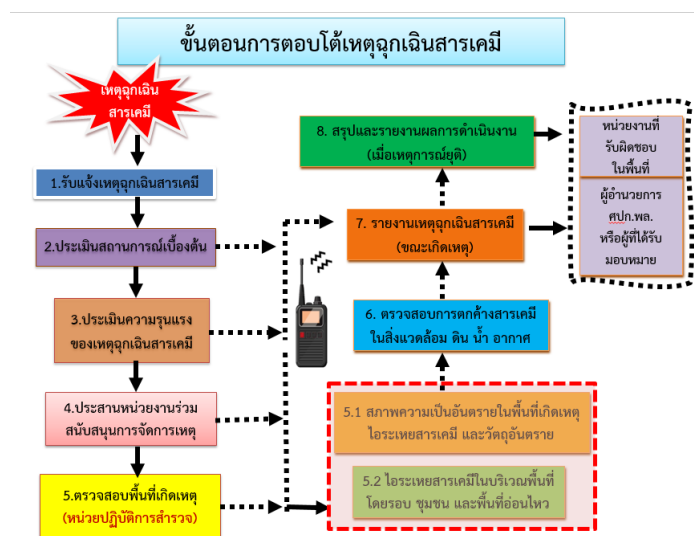 ขั้นตอนการตอบโต้เหตุฉุกเฉินสารเคมี
เหตุฉุกเฉิน
สารเคมี
1.รับแจ้งเหตุฉุกเฉินสารเคมี
2.ประเมินสถานการณ์เบื้องต้น
3.ประเมินความรุนแรง
ของเหตุฉุกเฉินสารเคมี
4.ประสานหน่วยงานร่วม
สนับสนุนการจัดการเหตุ
5.ตรวจสอบพื้นที่เกิดเหตุ
(หน่วยปฏิบัติการสำรวจ)
5.1 สภาพความเป็นอันตรายในพื้นที่เกิดเหตุ
ไอระเหยสารเคมี และวัตถุอันตราย
5.2 ไอระเหยสารเคมีในบริเวณพื้นที่
โดยรอบ ชุมชน และพื้นที่อ่อนไหว
6. ตรวจสอบการตกค้างสารเคมี
ในสิ่งแวดล้อม ดิน น้ำ อากาศ
7. รายงานเหตุฉุกเฉินสารเคมี
(ขณะเกิดเหตุ)
8. สรุปและรายงานผลการดำเนินงาน
(เมื่อเหตุการณ์ยุติ)
หน่วยงานที่
รับผิดชอบ
ในพื้นที่
ผู้อำนวยการ
ศปก.พล.
หรือผู้ที่ได้รับ
มอบหมาย